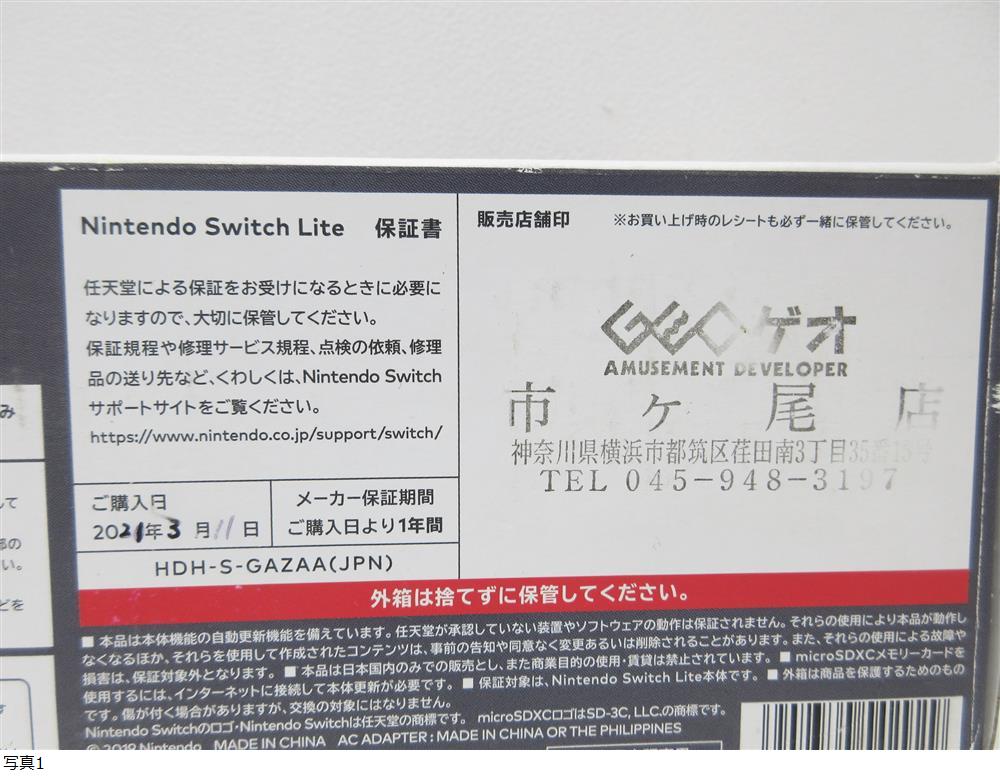 Nintendo Switch Lite 保証書
任天堂による保証をお受けになるときに必要に
なりますので、大切に保管してください。
保証規程や修理サービス規程、点検の依頼、修理
品の送り先など、くわしくは、Nintendo Switch
サポートサイトをご覧ください。
https://www.nintendo.co.jp/support/switch/
ご購入日
2021年3月11日
メーカー保証期間
ご購入日より1年間
HDH-S-GAZAA(JPN)
販売店舗印 ※お買い上げ時のレシートも必ず一緒に保管してください。
GEO ゲオ
AMUSEMENT DEVELOPER
市ヶ尾店
神奈川県横浜市都筑区荏田南3丁目35番15号
TEL 045-948-3197
外箱は捨てずに保管してください。
■ 本品は本体機能の自動更新機能を備えています。任天堂が承認していない装置やソフトウェアの動作は保証されません。それらの使用により本品が動作し
なくなるほか、それらを使用して作成されたコンテンツは、事前の告知や同意なく変更あるいは削除されることがあります。また、それらの使用による故障や
損害は、保証対象外となります。■ 本品は日本国内のみでの販売とし、また商業目的の使用・賃貸は禁止されています。■ microSDXCメモリーカードを
使用するには、インターネットに接続して本体更新が必要です。■ 保証対象は、Nintendo Switch Lite本体です。■ 外箱は商品を保護するためのもの
です。傷が付く場合がありますが、交換の対象にはなりません。
Nintendo Switchのロゴ・Nintendo Switchは任天堂の商標です。microSDXCロゴはSD-3C, LLC.の商標です。
© 2019 Nintendo MADE IN CHINA AC ADAPTER : MADE IN CHINA OR THE PHILIPPINES
写真1